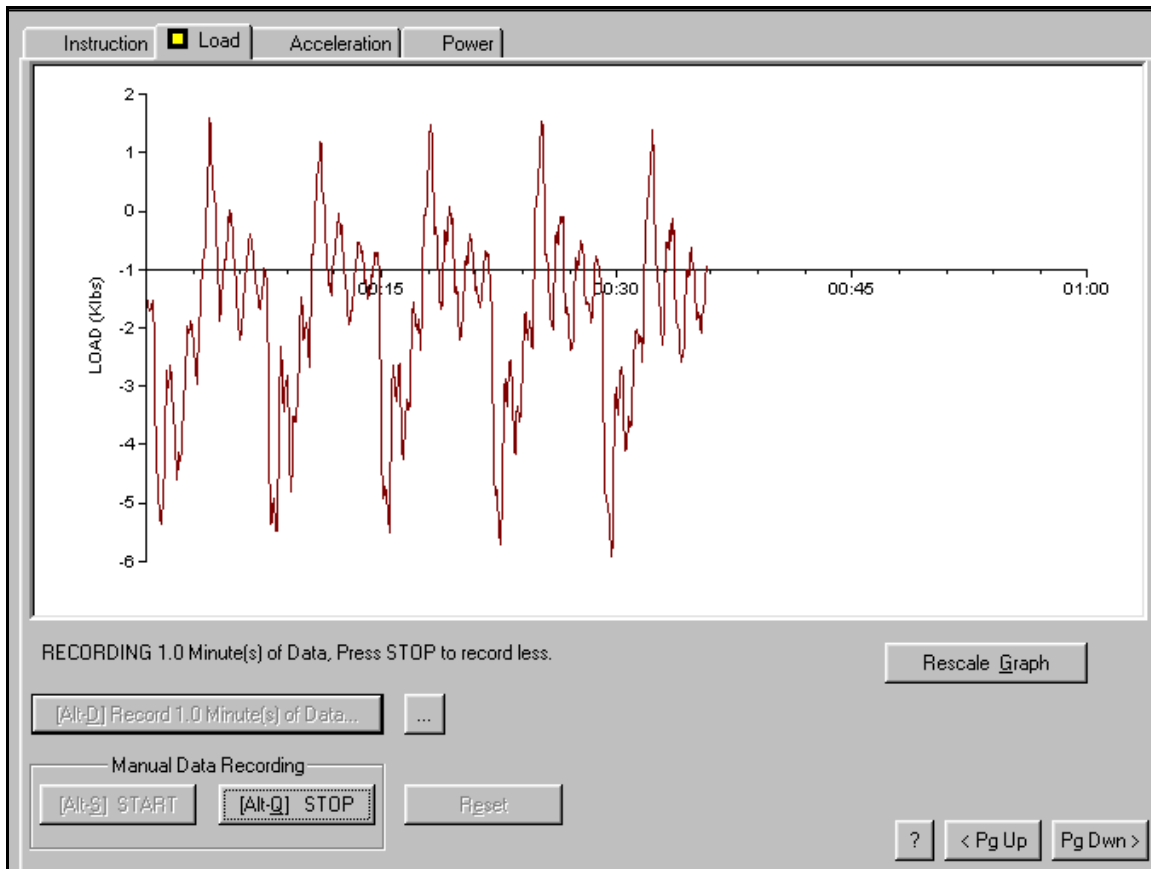 Instruction Load Acceleration Power
2
1
0
-1
-2
-3
-4
-5
-6
LOAD (Klbs)
00:15 00:30 00:45 01:00
RECORDING 1.0 Minute(s) of Data, Press STOP to record less.
Rescale Graph
[Alt-D] Record 1.0 Minute(s) of Data... ...
Manual Data Recording
[Alt-S] START [Alt-Q] STOP Reset
? < Pg Up Pg Dwn >